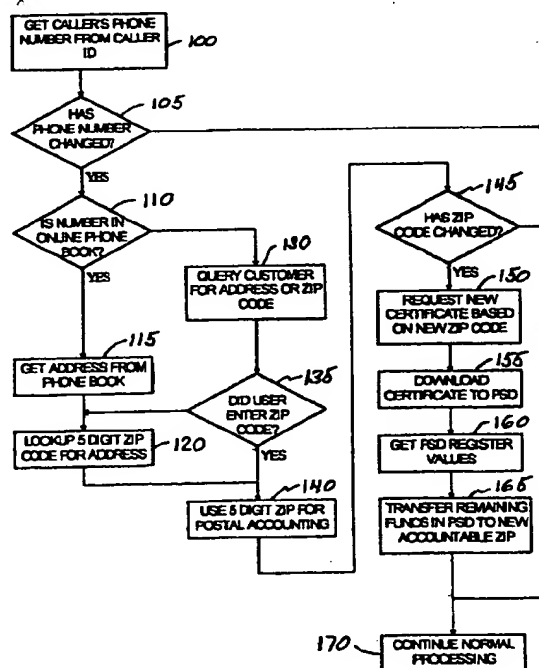 GET CALLER'S PHONE
NUMBER FROM CALLER
ID
100
HAS
PHONE NUMBER
CHANGED?
105
YES
IS NUMBER IN
ONLINE PHONE
BOOK?
110
YES
QUERY CUSTOMER
FOR ADDRESS OR ZIP
CODE
130
GET ADDRESS FROM
PHONE BOOK
115
DID USER
ENTER ZIP
CODE?
135
YES
LOOKUP 5 DIGIT ZIP
CODE FOR ADDRESS
120
USE 5 DIGIT ZIP FOR
POSTAL ACCOUNTING
140
HAS ZIP
CODE CHANGED?
145
YES
REQUEST NEW
CERTIFICATE BASED
ON NEW ZIP CODE
150
DOWNLOAD
CERTIFICATE TO PSD
155
GET PSD REGISTER
VALUES
160
TRANSFER REMAINING
FUNDS IN PSD TO NEW
ACCOUNTABLE ZIP
165
CONTINUE NORMAL
PROCESSING
170